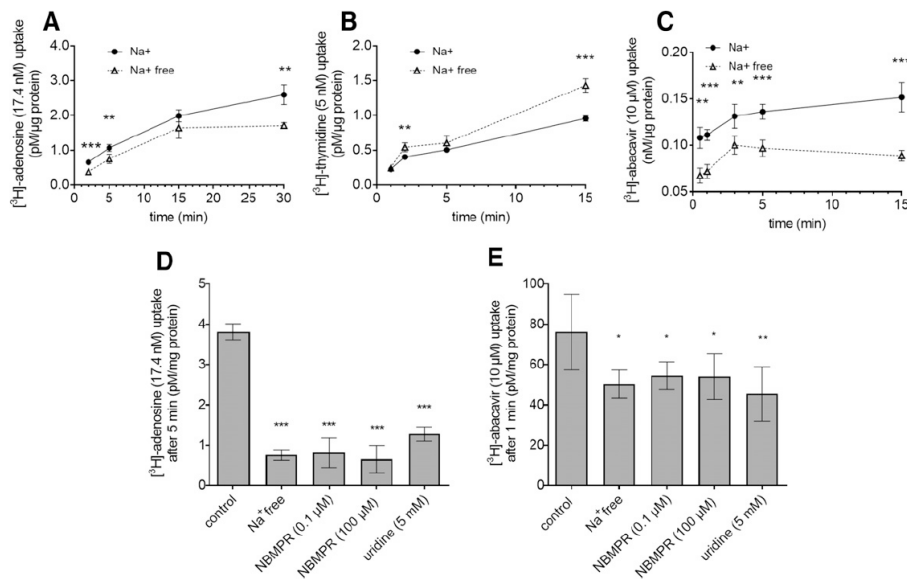 A
[³H]-adenosine (17.4 nM) uptake
(pM/µg protein)
4.0
3.0
2.0
1.0
0.0
Na+
Na+ free
***
**
**
0 5 10 15 20 25 30
time (min)
B
[³H]-thymidine (5 nM) uptake
(pM/µg protein)
2.0
1.5
1.0
0.5
0.0
Na+
Na+ free
**
***
0 5 10 15
time (min)
C
[³H]-abacavir (10 µM) uptake
(nM/µg protein)
0.20
0.15
0.10
0.05
Na+
Na+ free
**
***
**
***
***
0 5 10 15
time (min)
D
[³H]-adenosine (17.4 nM) uptake
after 5 min (pM/mg protein)
5
4
3
2
1
0
***
***
***
***
control
Na⁺ free
NBMPR (0.1 µM)
NBMPR (100 µM)
uridine (5 mM)
E
[³H]-abacavir (10 µM) uptake
after 1 min (pM/mg protein)
100
80
60
40
20
0
*
*
*
**
control
Na⁺ free
NBMPR (0.1 µM)
NBMPR (100 µM)
uridine (5 mM)